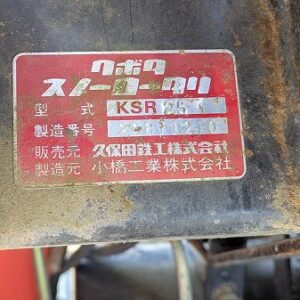 クボタ
スノーロータリ
型式 KSR
製造番号
販売元 久保田鉄工株式会社
製造元 小橋工業株式会社